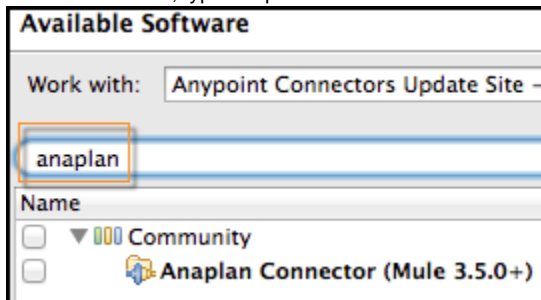 Available Software
Work with: Anypoint Connectors Update Site -
anaplan
Name
Community
Anaplan Connector (Mule 3.5.0+)